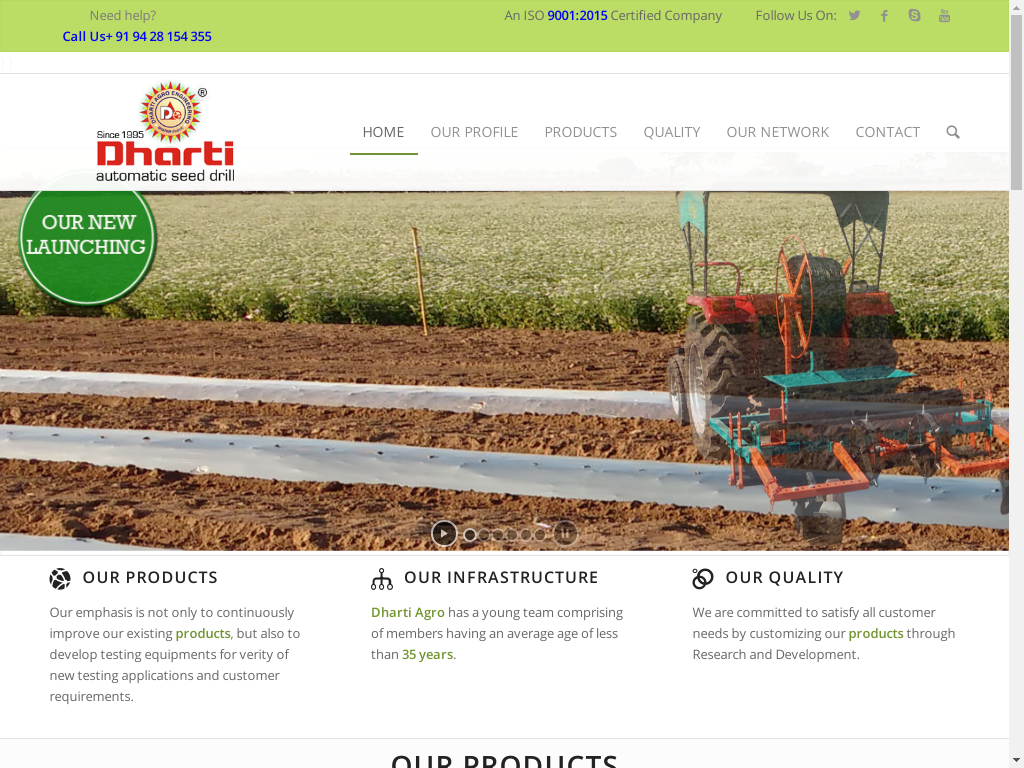 Need help?
Call Us+ 91 94 28 154 355
An ISO 9001:2015 Certified Company
Follow Us On:
DHARTI AGRO ENGINEERING
®
Since 1995
Dharti
automatic seed drill
HOME
OUR PROFILE
PRODUCTS
QUALITY
OUR NETWORK
CONTACT
OUR NEW
LAUNCHING
OUR PRODUCTS
Our emphasis is not only to continuously
improve our existing products, but also to
develop testing equipments for verity of
new testing applications and customer
requirements.
OUR INFRASTRUCTURE
Dharti Agro has a young team comprising
of members having an average age of less
than 35 years.
OUR QUALITY
We are committed to satisfy all customer
needs by customizing our products through
Research and Development.
OUR PRODUCTS